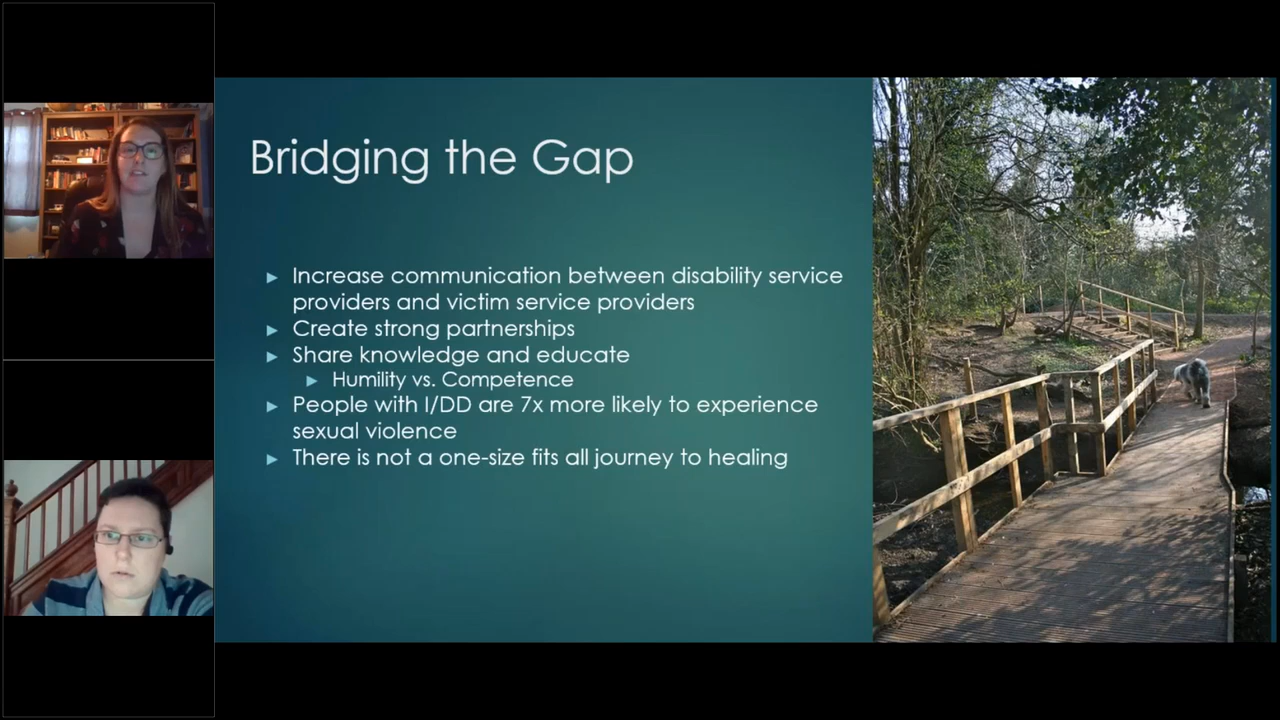 Bridging the Gap
Increase communication between disability service
providers and victim service providers
Create strong partnerships
Share knowledge and educate
Humility vs. Competence
People with I/DD are 7x more likely to experience
sexual violence
There is not a one-size fits all journey to healing